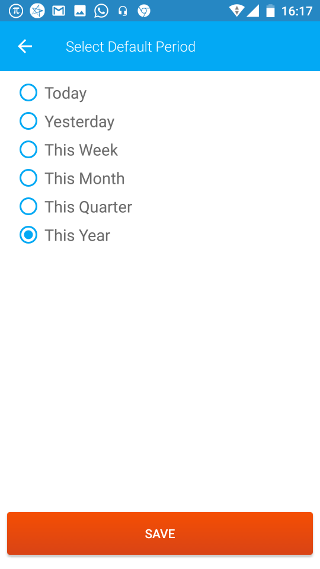 16:17
Select Default Period
Today
Yesterday
This Week
This Month
This Quarter
This Year
SAVE